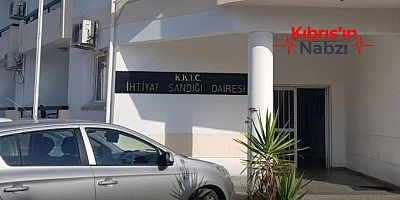 Kıbrıs'ın
Nabzı
K.K.T.C.
İHTİYAT SANDIĞI DAİRESİ